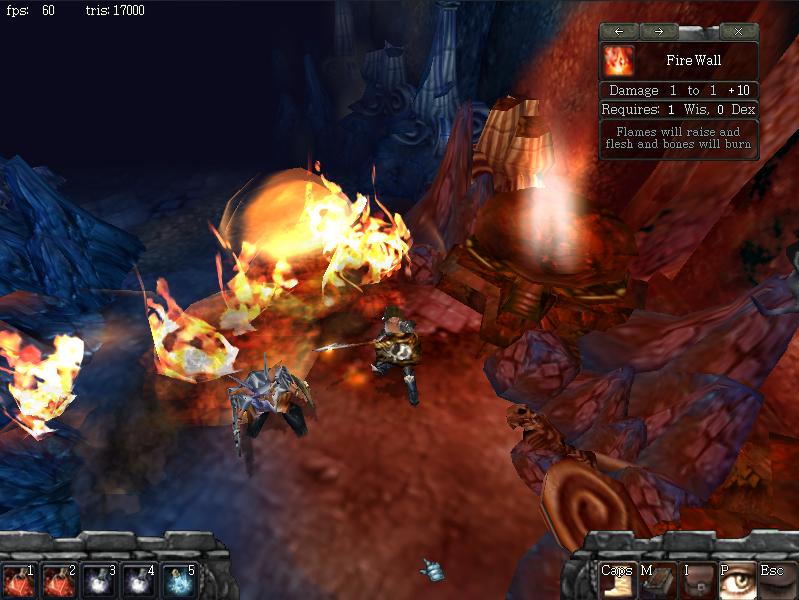 fps: 60 tris: 17000
← → ×
Fire Wall
Damage 1 to 1 +10
Requires: 1 Wis, 0 Dex
Flames will raise and
flesh and bones will burn
1 2 3 4 5
Caps M I P Esc